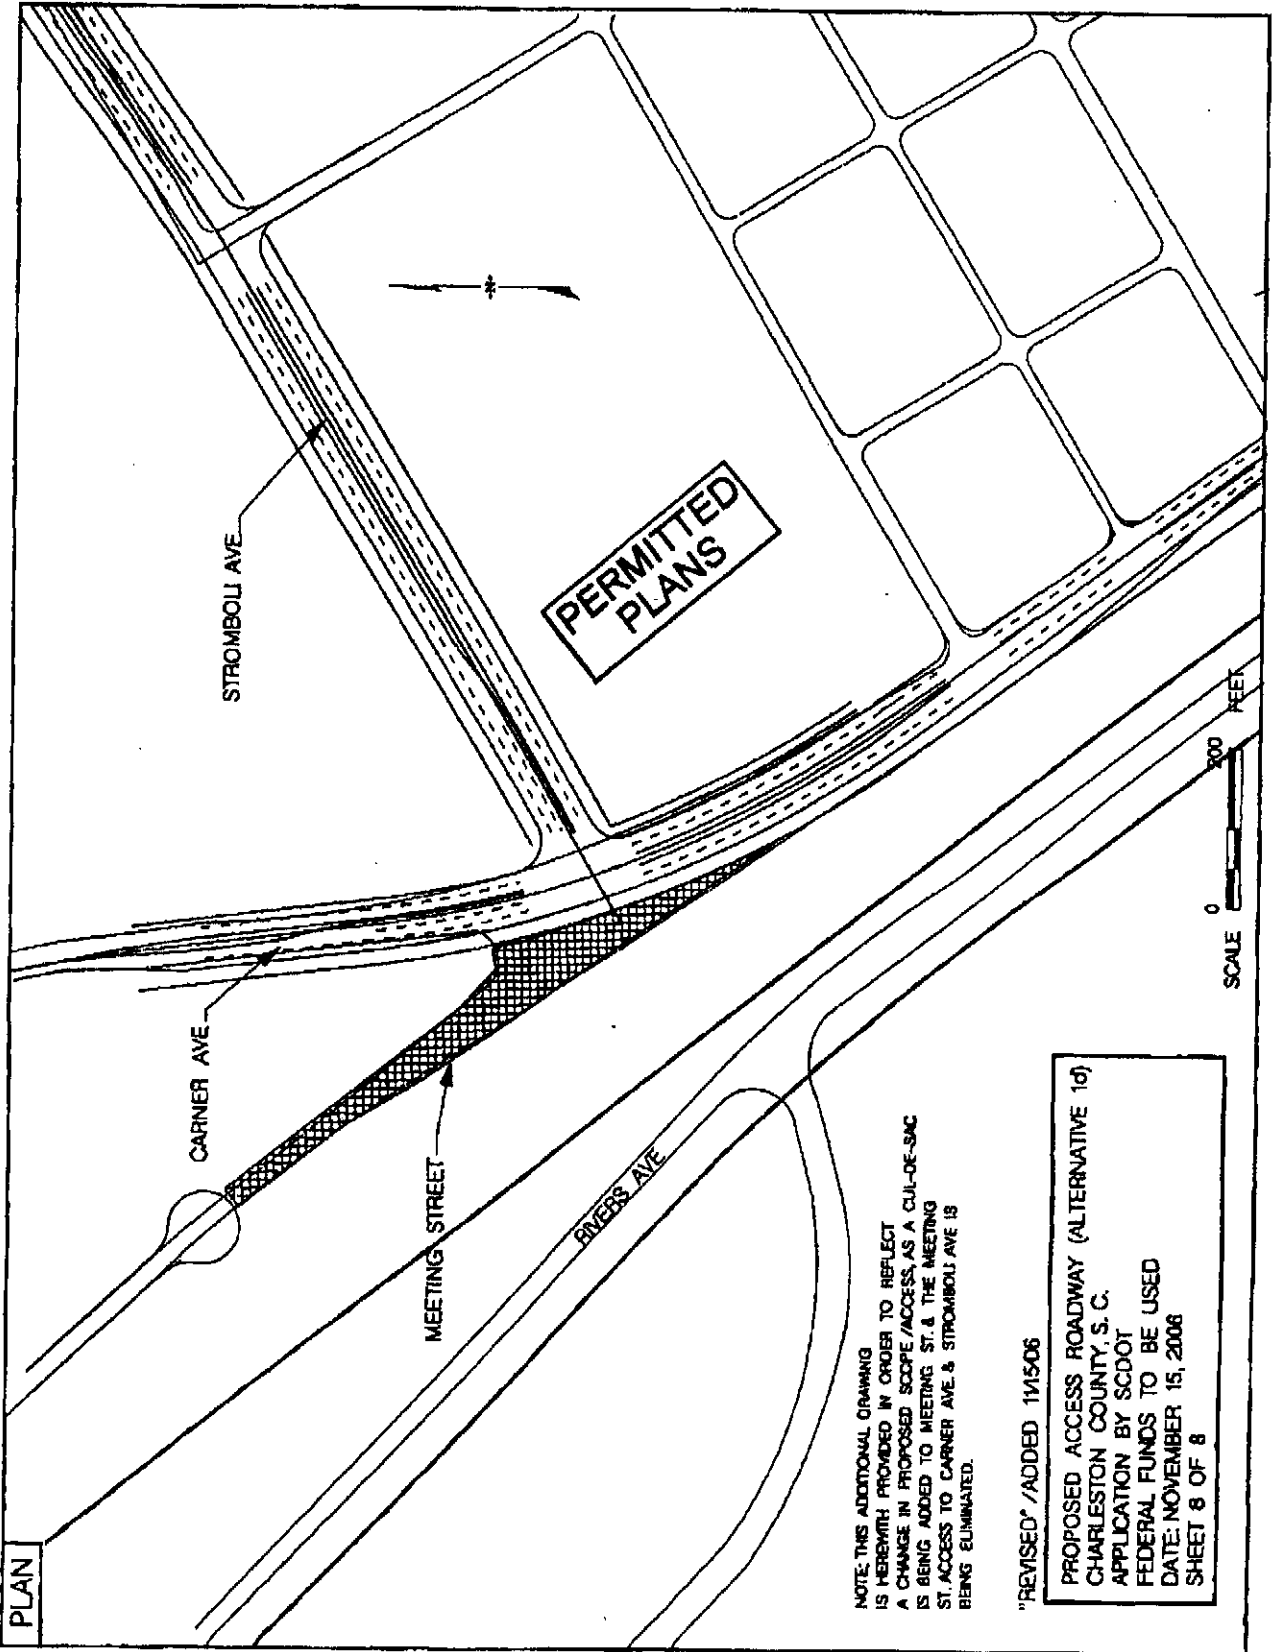 PLAN
STROMBOLI AVE.
CARNER AVE.
MEETING STREET
RIVERS AVE
-N-
PERMITTED
PLANS
NOTE: THIS ADDITIONAL DRAWING
IS HEREWITH PROVIDED IN ORDER TO REFLECT
A CHANGE IN PROPOSED SCOPE/ACCESS, AS A CUL-DE-SAC
IS BEING ADDED TO MEETING ST. & THE MEETING
ST. ACCESS TO CARNER AVE. & STROMBOLI AVE IS
BEING ELIMINATED.
"REVISED"/ADDED 11/15/06
PROPOSED ACCESS ROADWAY (ALTERNATIVE 1d)
CHARLESTON COUNTY, S. C.
APPLICATION BY SCDOT
FEDERAL FUNDS TO BE USED
DATE: NOVEMBER 15, 2006
SHEET 8 OF 8
SCALE 0 200 FEET